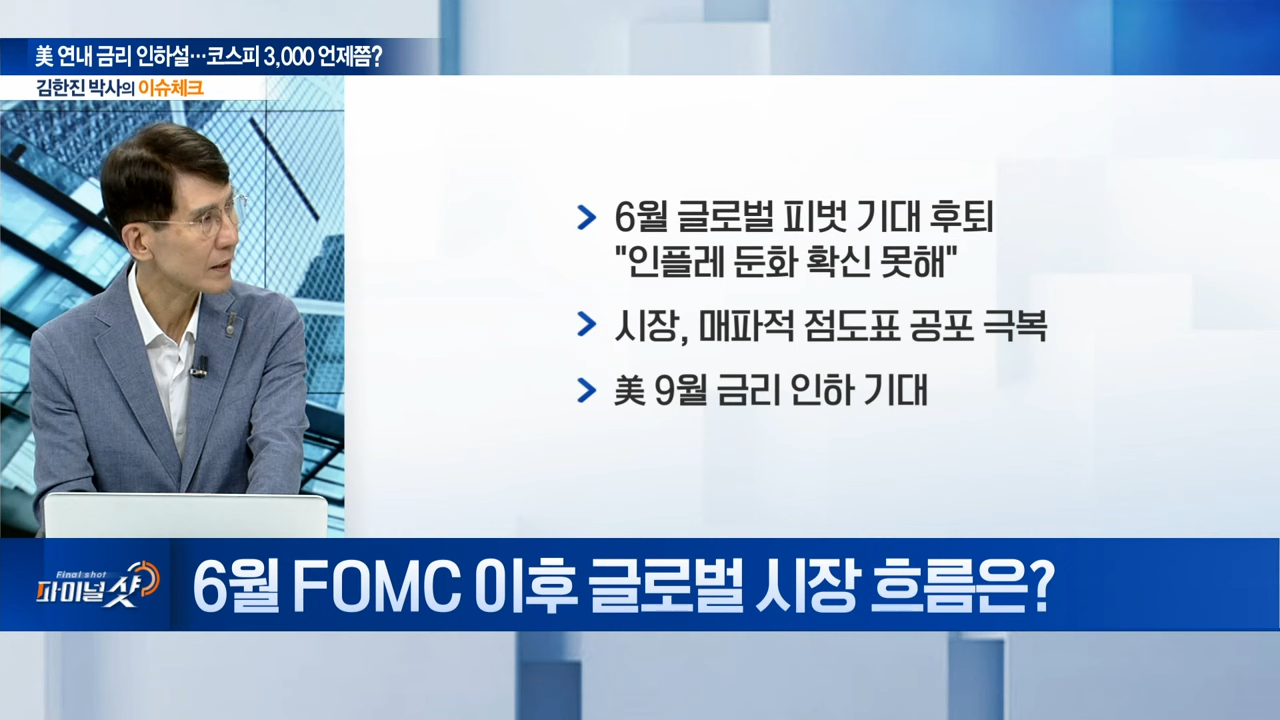 美 연내 금리 인하설…코스피 3,000 언제쯤?
김한진 박사의 이슈체크
6월 글로벌 피벗 기대 후퇴
"인플레 둔화 확신 못해"
시장, 매파적 점도표 공포 극복
美 9월 금리 인하 기대
Final shot
파이널 샷
6월 FOMC 이후 글로벌 시장 흐름은?